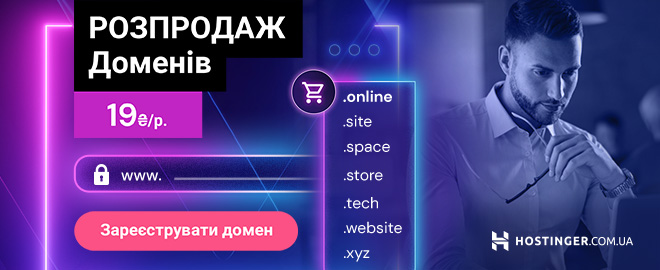 РОЗПРОДАЖ
Доменів
19₴/р.
www.
Зареєструвати домен
.online
.site
.space
.store
.tech
.website
.xyz
HOSTINGER.COM.UA